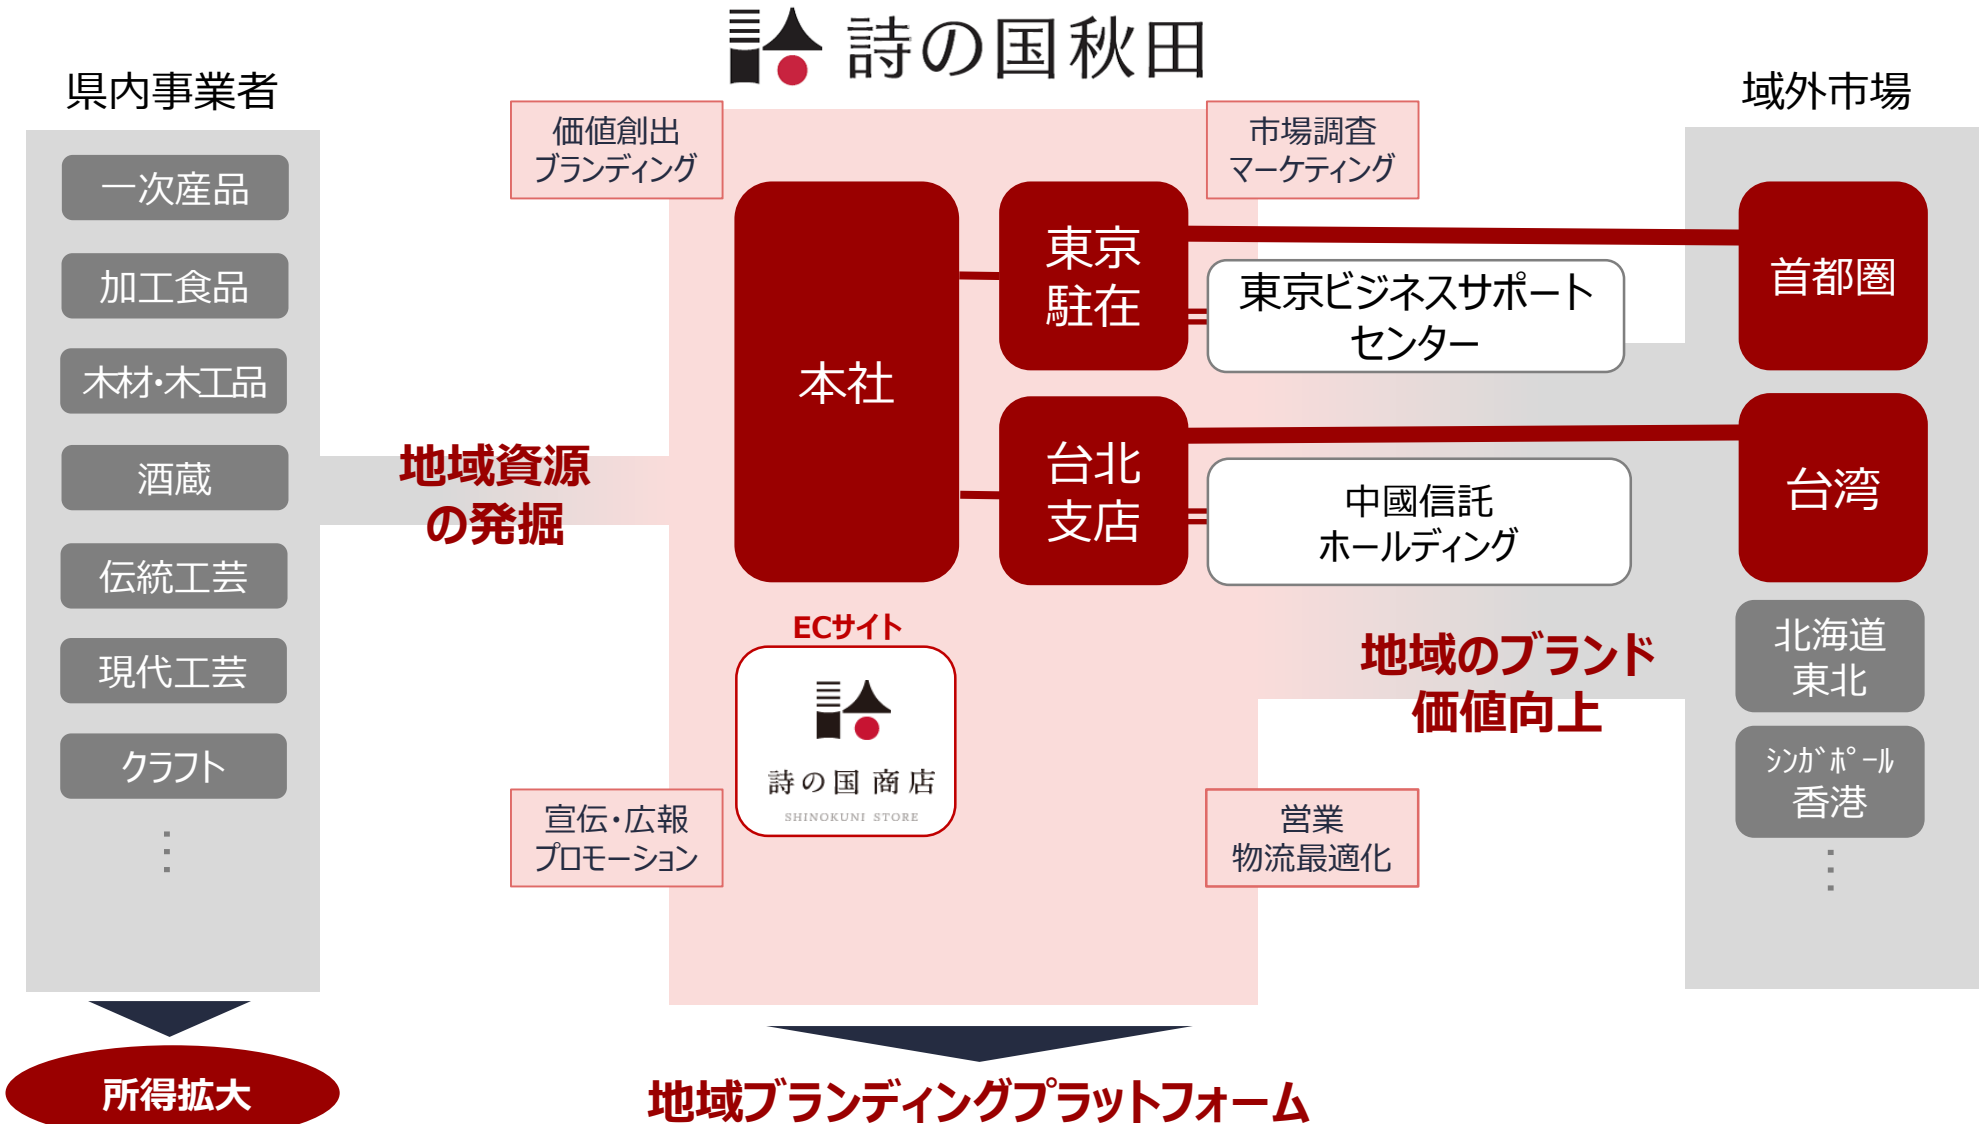 詩の国秋田
県内事業者
一次産品
加工食品
木材・木工品
酒蔵
伝統工芸
現代工芸
クラフト
⋮
所得拡大
地域資源
の発掘
価値創出
ブランディング
市場調査
マーケティング
本社
東京
駐在
東京ビジネスサポート
センター
台北
支店
中國信託
ホールディング
ECサイト
詩の国 商店
SHINOKUNI STORE
宣伝・広報
プロモーション
営業
物流最適化
地域のブランド
価値向上
地域ブランディングプラットフォーム
域外市場
首都圏
台湾
北海道
東北
ｼﾝｶﾞﾎﾟｰﾙ
香港
⋮